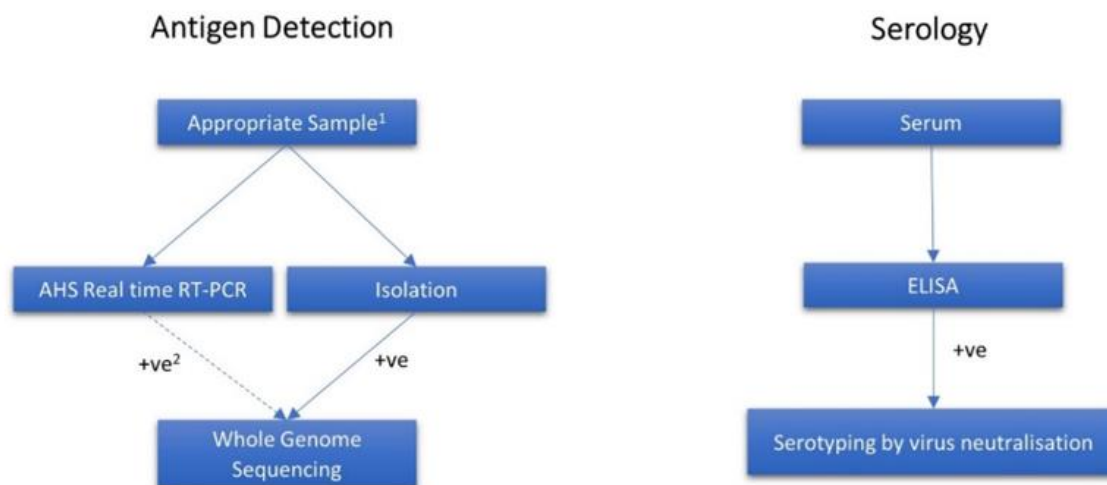 Antigen Detection
Serology
Appropriate Sample¹
Serum
AHS Real time RT-PCR
Isolation
ELISA
+ve²
+ve
+ve
Whole Genome
Sequencing
Serotyping by virus neutralisation